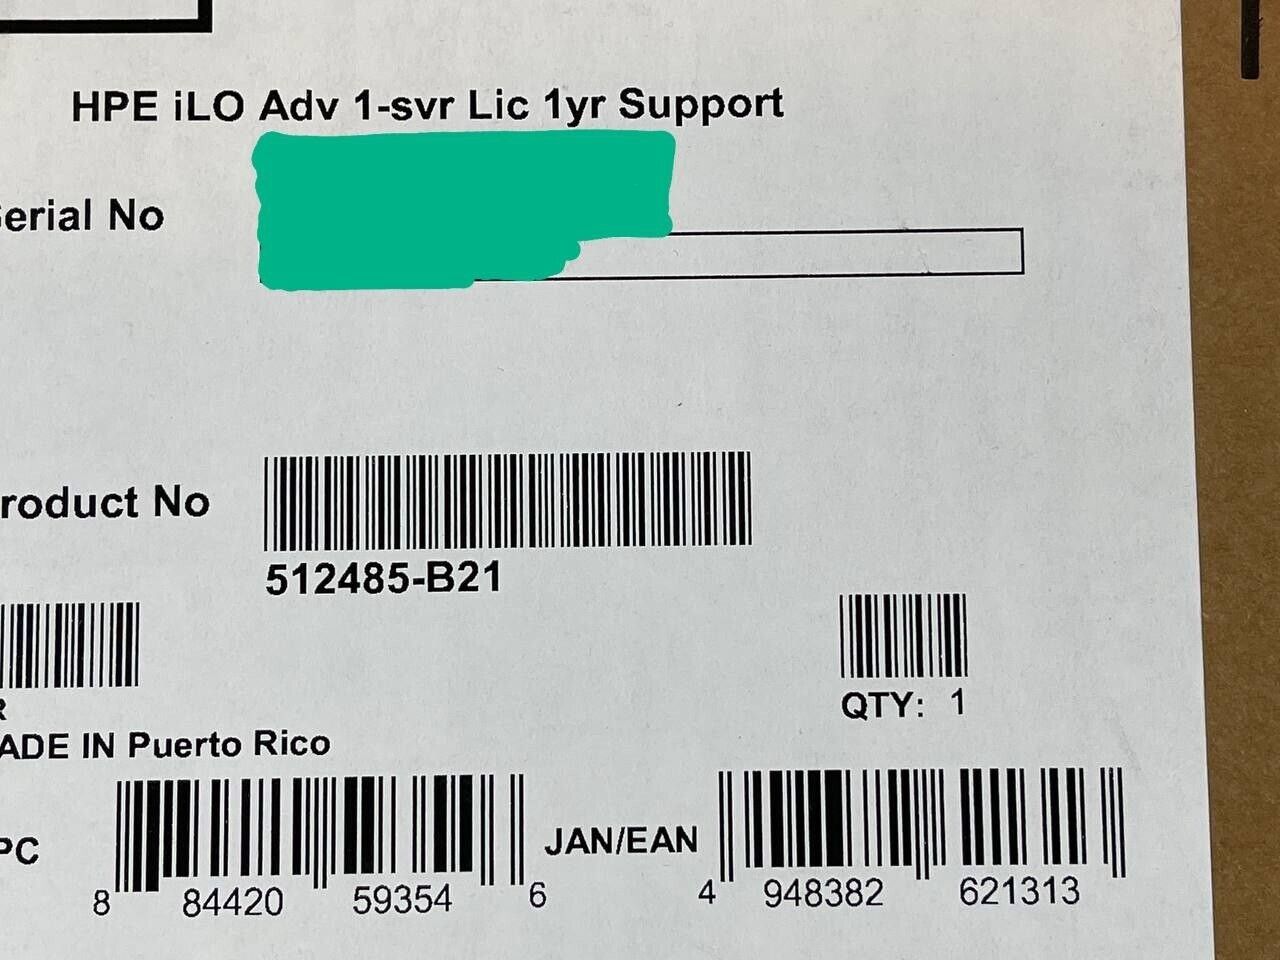 HPE iLO Adv 1-svr Lic 1yr Support
erial No
roduct No
512485-B21
R
QTY: 1
ADE IN Puerto Rico
PC
8 84420 59354 6
JAN/EAN
4 948382 621313